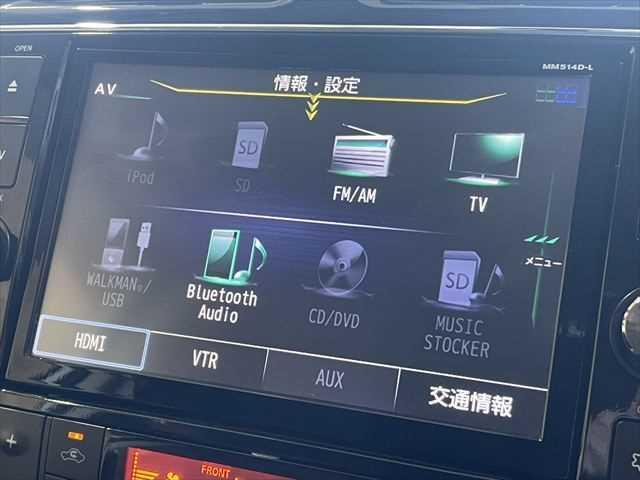 OPEN
MM514D-L
AV
情報・設定
iPod
SD
SD
FM/AM
TV
メニュー
WALKMAN®/
USB
Bluetooth
Audio
CD/DVD
SD
MUSIC
STOCKER
HDMI
VTR
AUX
交通情報
FRONT